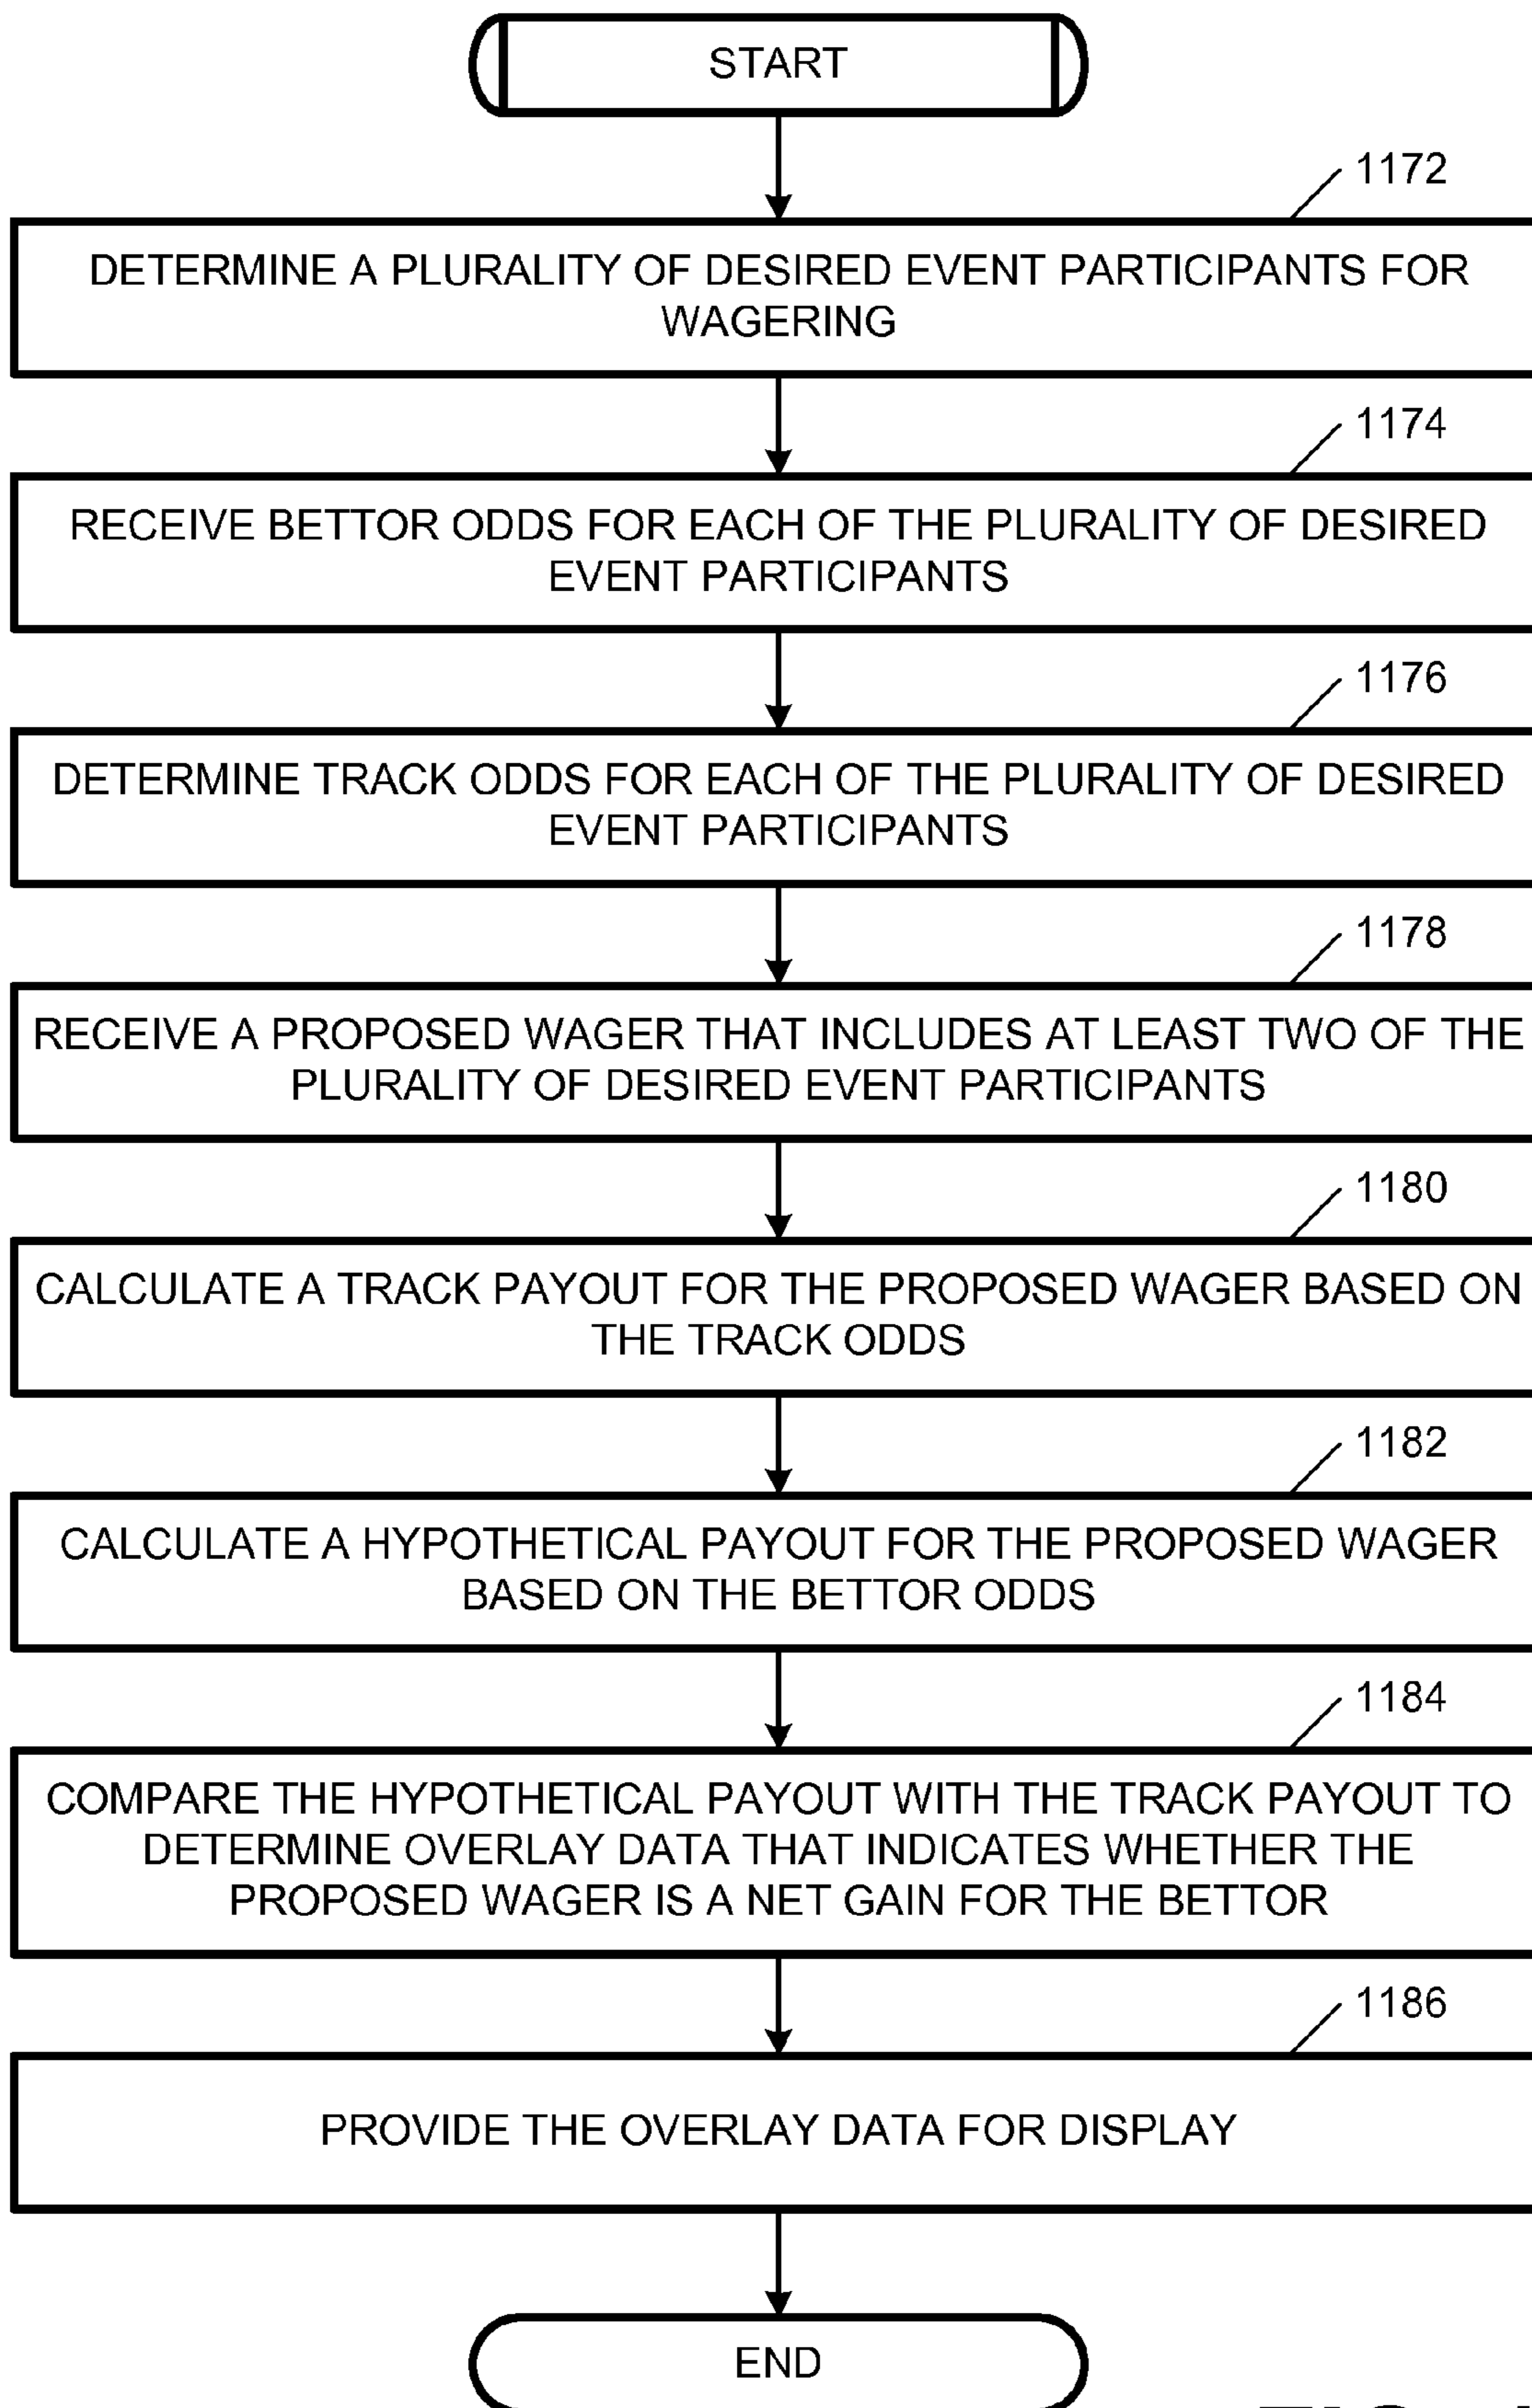 START
1172
DETERMINE A PLURALITY OF DESIRED EVENT PARTICIPANTS FOR
WAGERING
1174
RECEIVE BETTOR ODDS FOR EACH OF THE PLURALITY OF DESIRED
EVENT PARTICIPANTS
1176
DETERMINE TRACK ODDS FOR EACH OF THE PLURALITY OF DESIRED
EVENT PARTICIPANTS
1178
RECEIVE A PROPOSED WAGER THAT INCLUDES AT LEAST TWO OF THE
PLURALITY OF DESIRED EVENT PARTICIPANTS
1180
CALCULATE A TRACK PAYOUT FOR THE PROPOSED WAGER BASED ON
THE TRACK ODDS
1182
CALCULATE A HYPOTHETICAL PAYOUT FOR THE PROPOSED WAGER
BASED ON THE BETTOR ODDS
1184
COMPARE THE HYPOTHETICAL PAYOUT WITH THE TRACK PAYOUT TO
DETERMINE OVERLAY DATA THAT INDICATES WHETHER THE
PROPOSED WAGER IS A NET GAIN FOR THE BETTOR
1186
PROVIDE THE OVERLAY DATA FOR DISPLAY
END